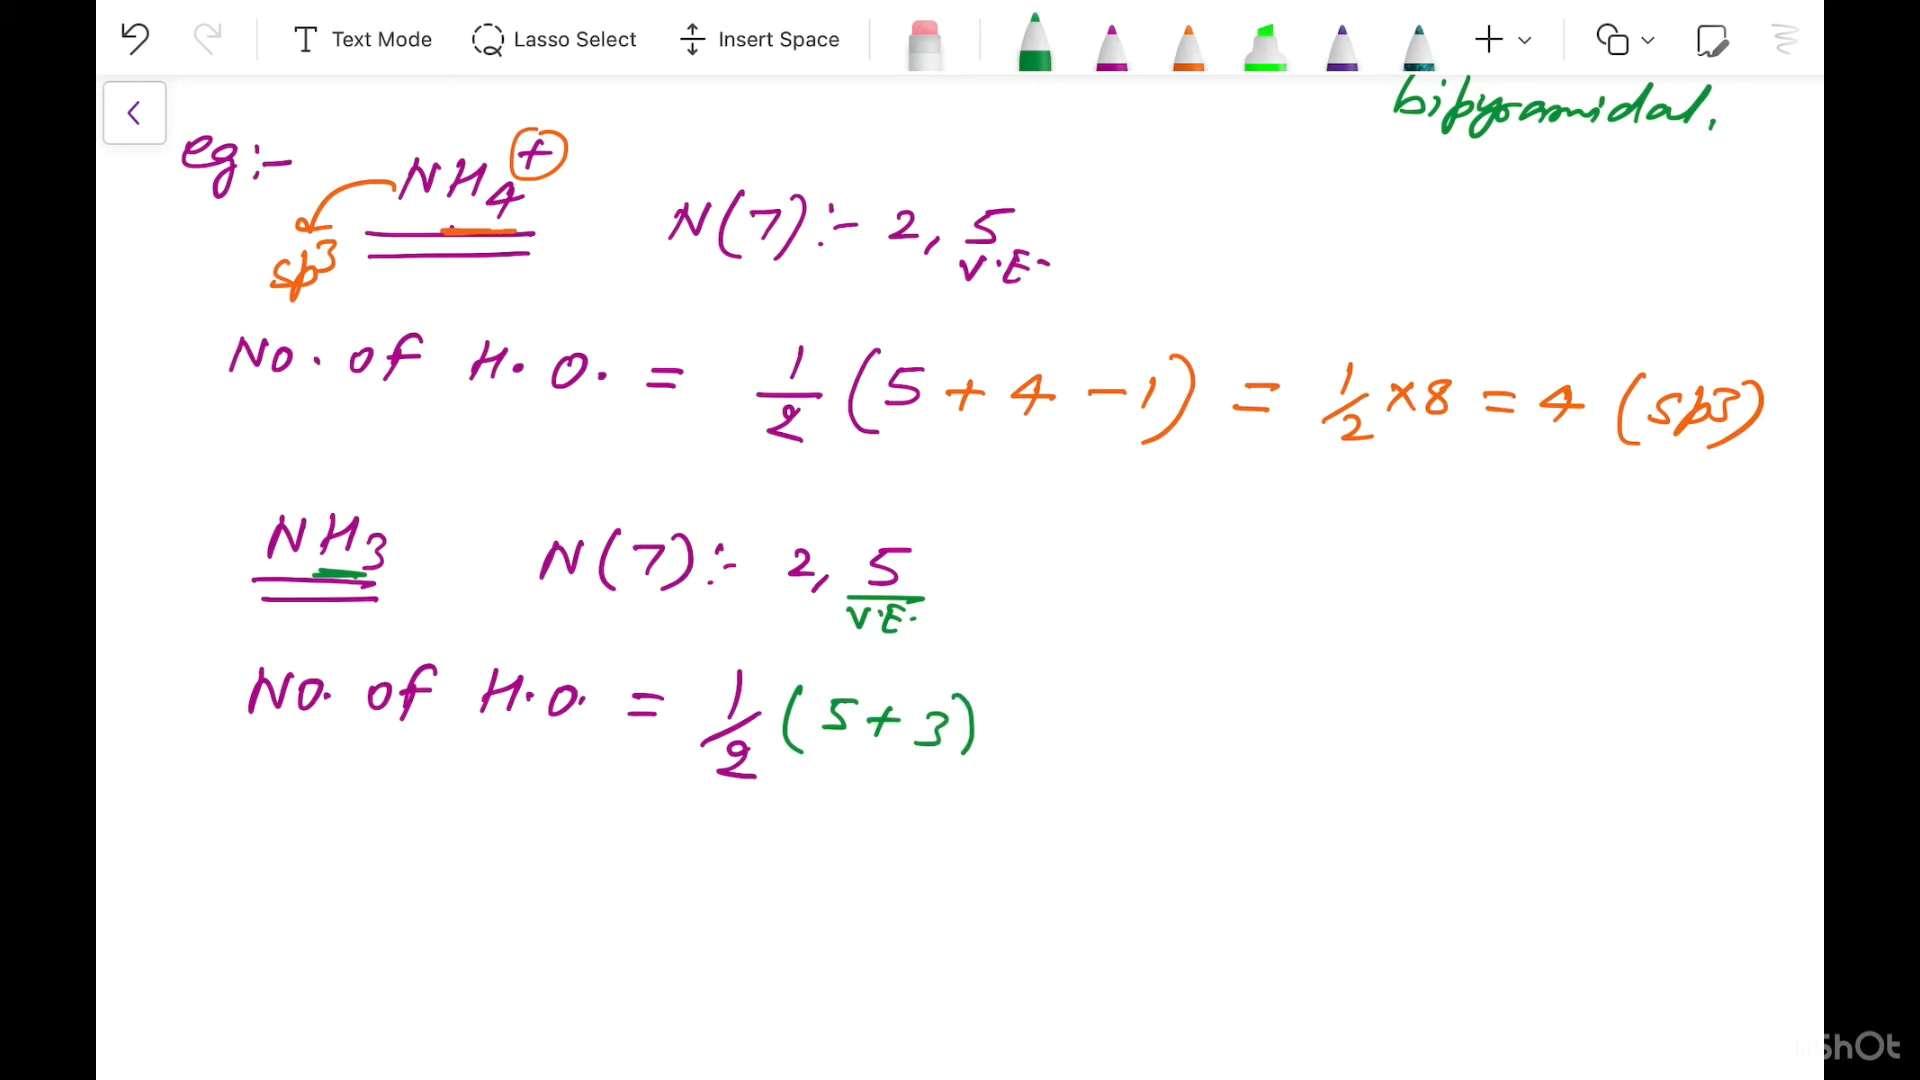 Text Mode Lasso Select Insert Space
bipyramidal.
eg:- NH4+ N(7):- 2, 5
sp3 V.E.
No. of H.O. = 1/2 (5 + 4 - 1) = 1/2 × 8 = 4 (sp3)
NH3 N(7):- 2, 5
V.E.
No. of H.O. = 1/2 (5 + 3)